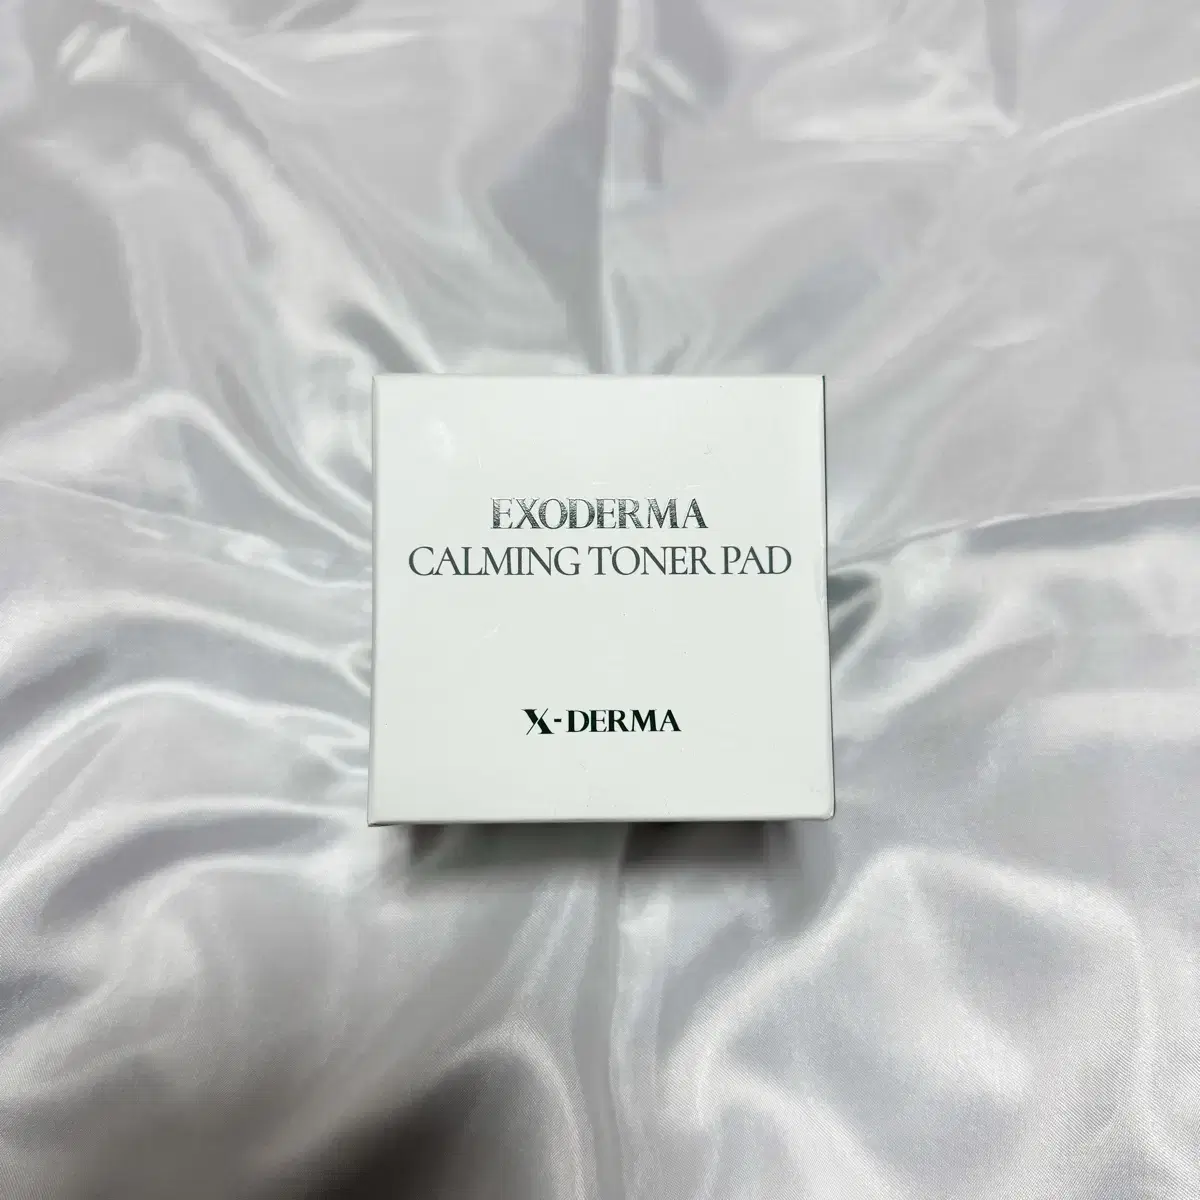 EXODERMA
CALMING TONER PAD
X-DERMA